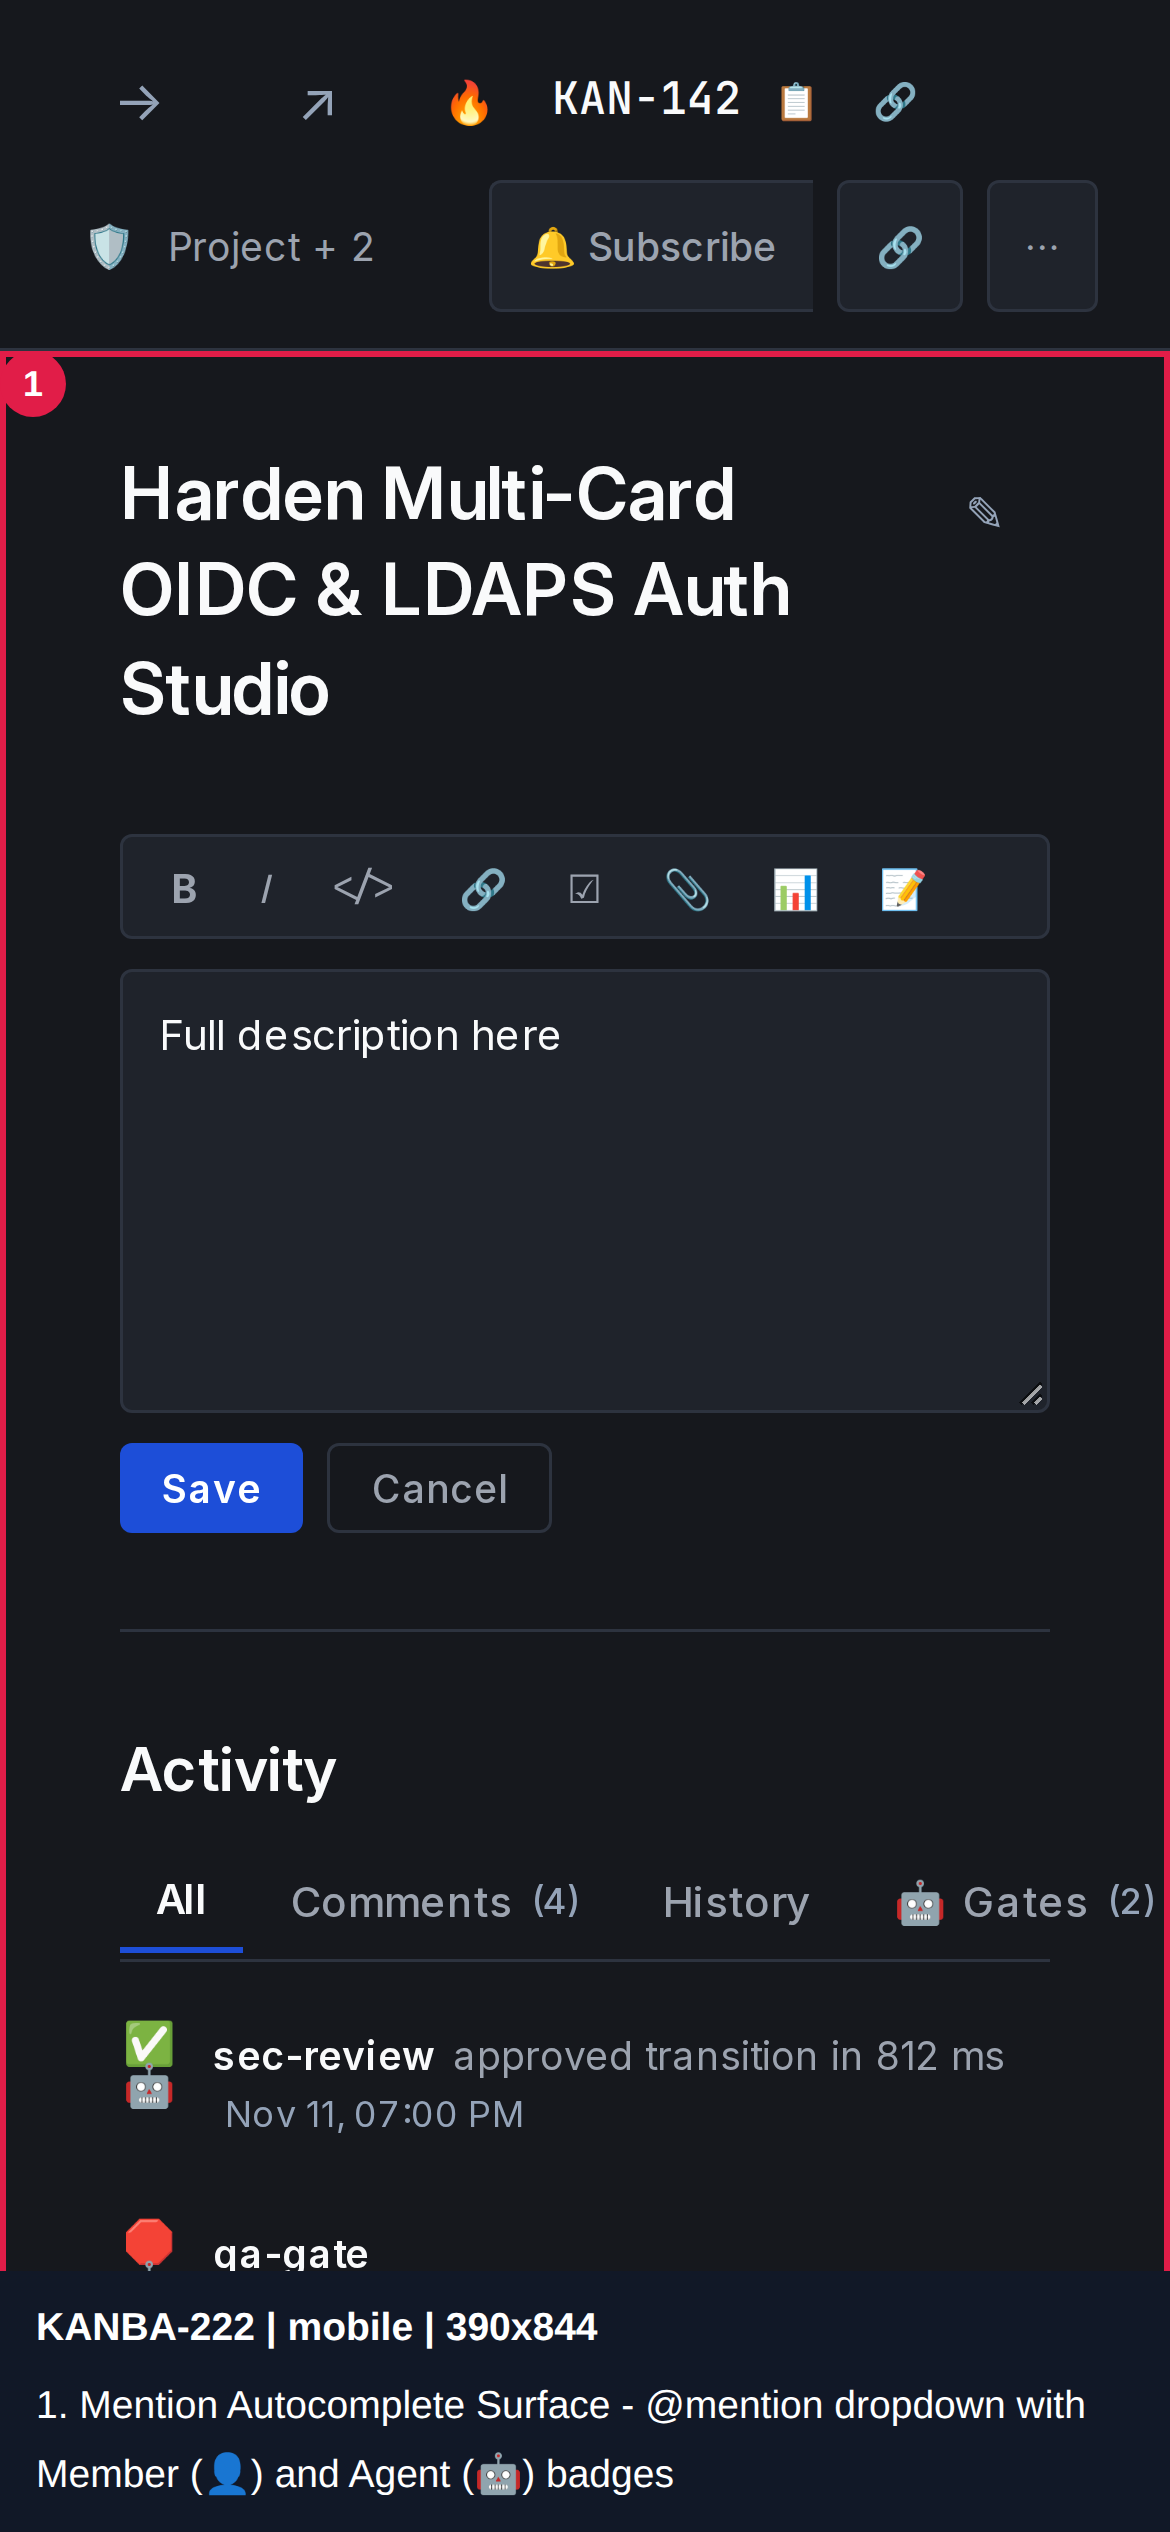 → ↗ 🔥 KAN-142 📋 🔗
🛡️ Project + 2 🔔 Subscribe 🔗 ...
1
Harden Multi-Card
OIDC & LDAPS Auth
Studio
✎
B I </> 🔗 ☑ 📎 📊 📝
Full description here
Save Cancel
Activity
All Comments (4) History 🤖 Gates (2)
✅ sec-review approved transition in 812 ms
🤖 Nov 11, 07:00 PM
🛑 qa-gate
KANBA-222 | mobile | 390x844
1. Mention Autocomplete Surface - @mention dropdown with
Member (👤) and Agent (🤖) badges